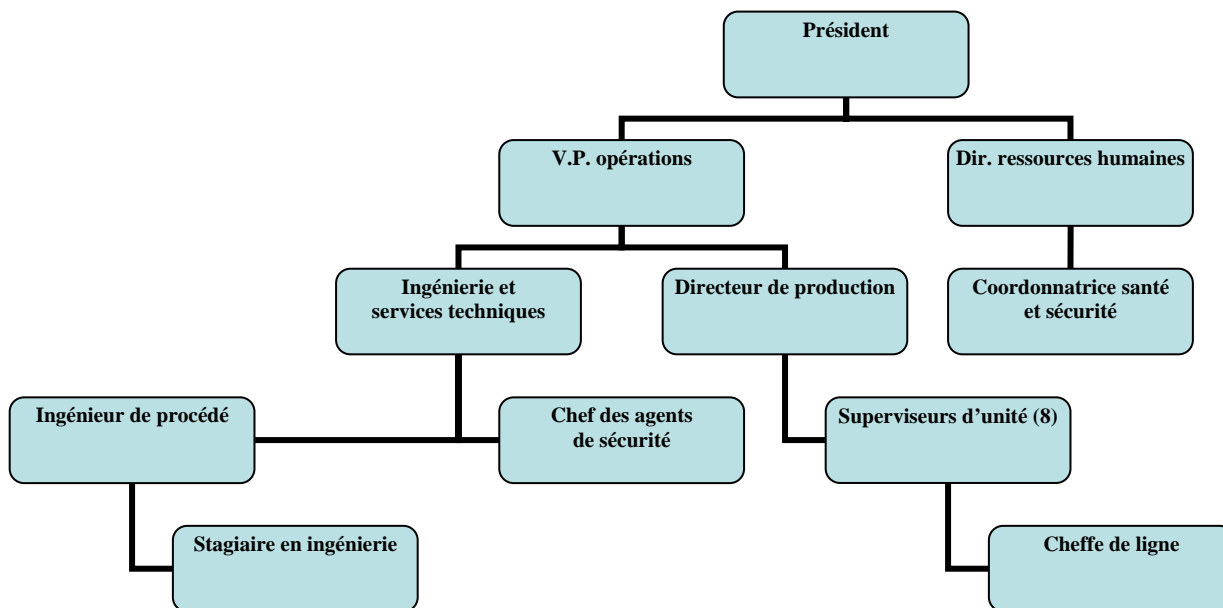 Président
V.P. opérations
Dir. ressources humaines
Ingénierie et
services techniques
Directeur de production
Coordonnatrice santé
et sécurité
Ingénieur de procédé
Chef des agents
de sécurité
Superviseurs d’unité (8)
Stagiaire en ingénierie
Cheffe de ligne